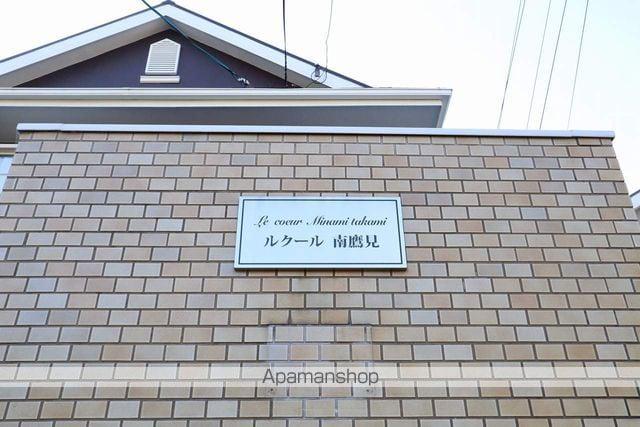 Le coeur Minami takami
ルクール 南鷹見
Apamanshop